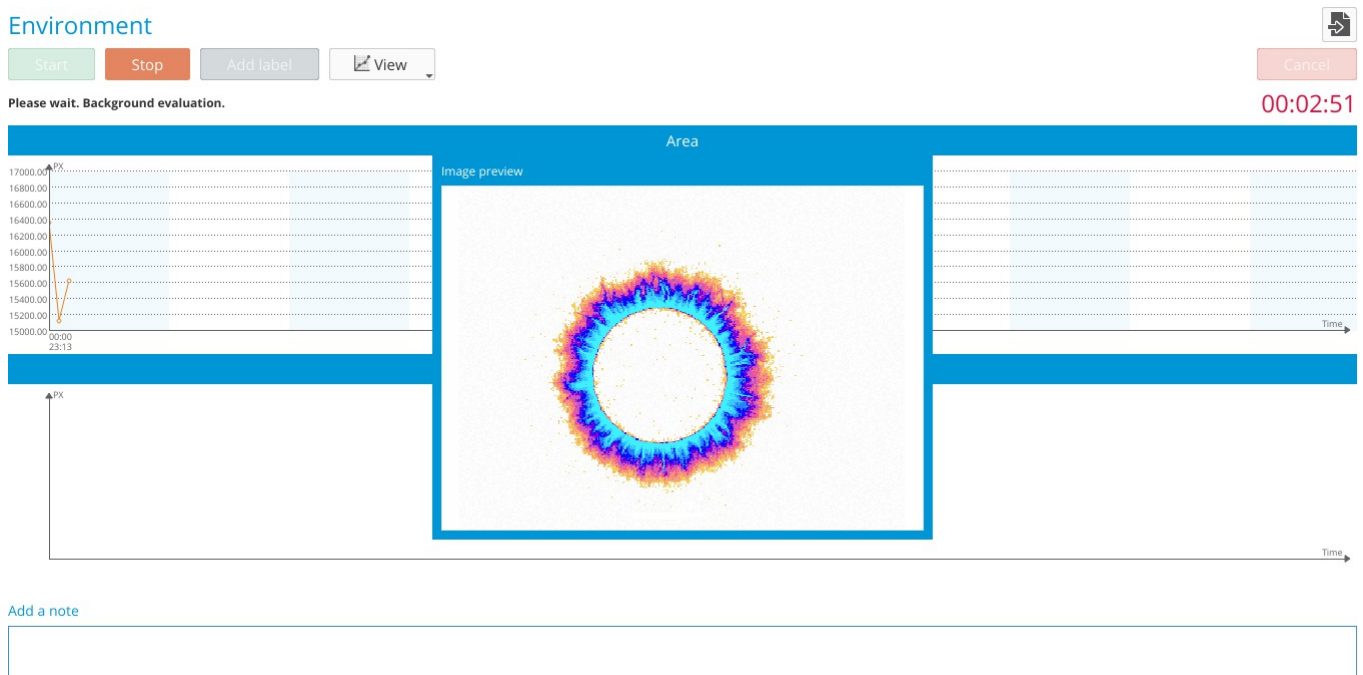 Environment
Start
Stop
Add label
View
Cancel
Please wait. Background evaluation.
00:02:51
Area
Image preview
PX
17000.00
16800.00
16600.00
16400.00
16200.00
16000.00
15800.00
15600.00
15400.00
15200.00
15000.00
Time
00:00
23:13
PX
Time
Add a note